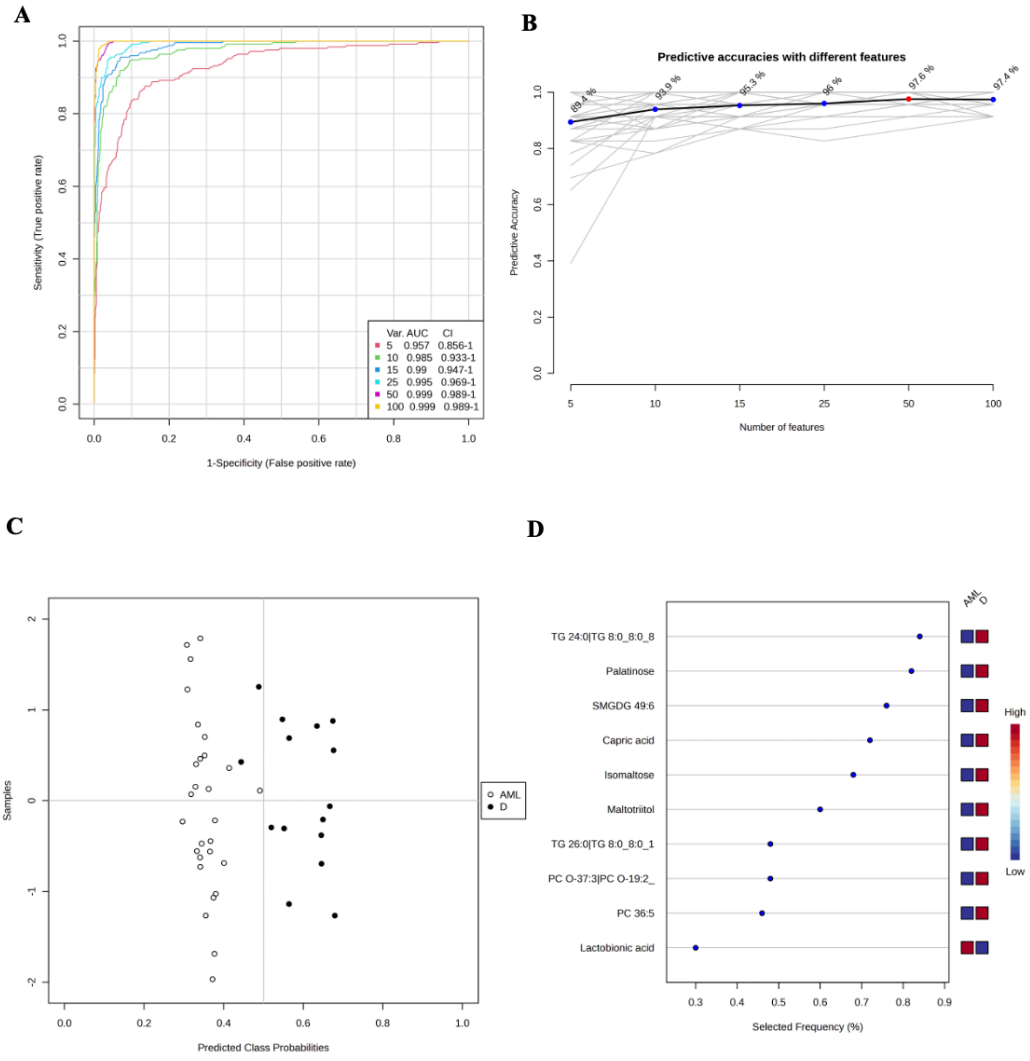 A
Sensitivity (True positive rate)
0.0
0.2
0.4
0.6
0.8
1.0
Var. AUC CI
5 0.957 0.856-1
10 0.985 0.933-1
15 0.99 0.947-1
25 0.995 0.969-1
50 0.999 0.989-1
100 0.999 0.989-1
0.0 0.2 0.4 0.6 0.8 1.0
1-Specificity (False positive rate)
B
Predictive accuracies with different features
89.4 % 93.9 % 95.3 % 96 % 97.6 % 97.4 %
Predictive Accuracy
0.0
0.2
0.4
0.6
0.8
1.0
5 10 15 25 50 100
Number of features
C
Samples
2
1
0
-1
-2
AML
D
0.0 0.2 0.4 0.6 0.8 1.0
Predicted Class Probabilities
D
AML D
TG 24:0|TG 8:0_8:0_8
Palatinose
SMGDG 49:6
Capric acid
Isomaltose
Maltotriitol
TG 26:0|TG 8:0_8:0_1
PC O-37:3|PC O-19:2_
PC 36:5
Lactobionic acid
High
Low
0.3 0.4 0.5 0.6 0.7 0.8 0.9
Selected Frequency (%)